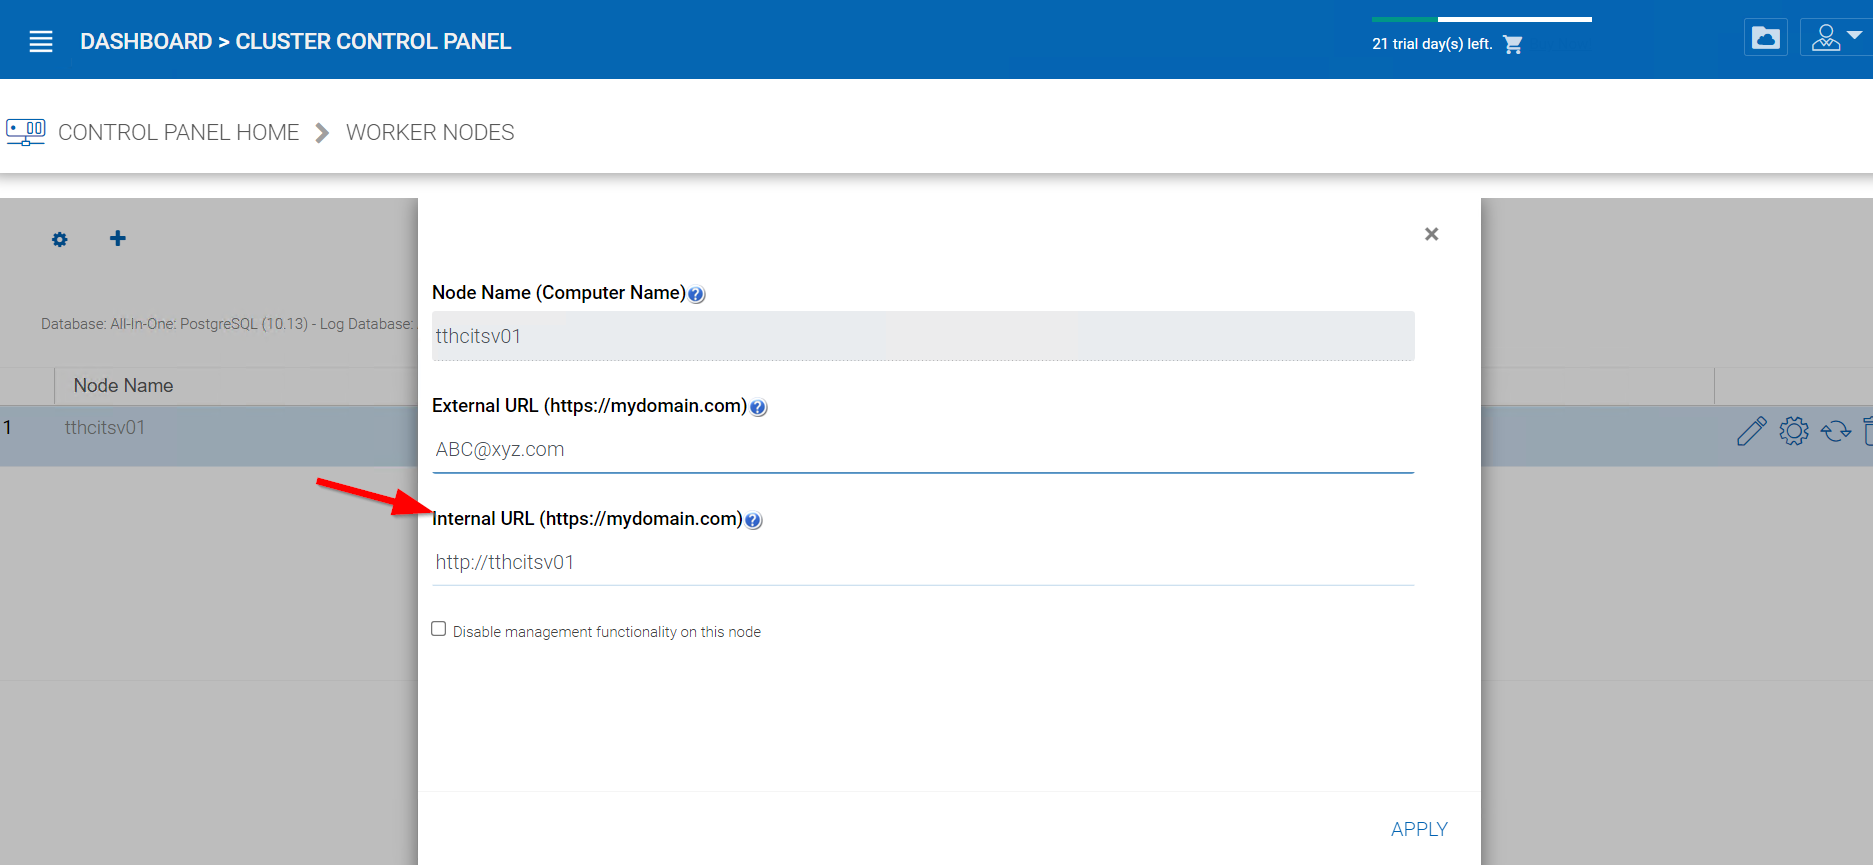 DASHBOARD > CLUSTER CONTROL PANEL
21 trial day(s) left.
CONTROL PANEL HOME
WORKER NODES
Database: All-In-One: PostgreSQL (10.13) - Log Database:
Node Name
1
tthcitsv01
×
Node Name (Computer Name)
tthcitsv01
External URL (https://mydomain.com)
ABC@xyz.com
Internal URL (https://mydomain.com)
http://tthcitsv01
Disable management functionality on this node
APPLY